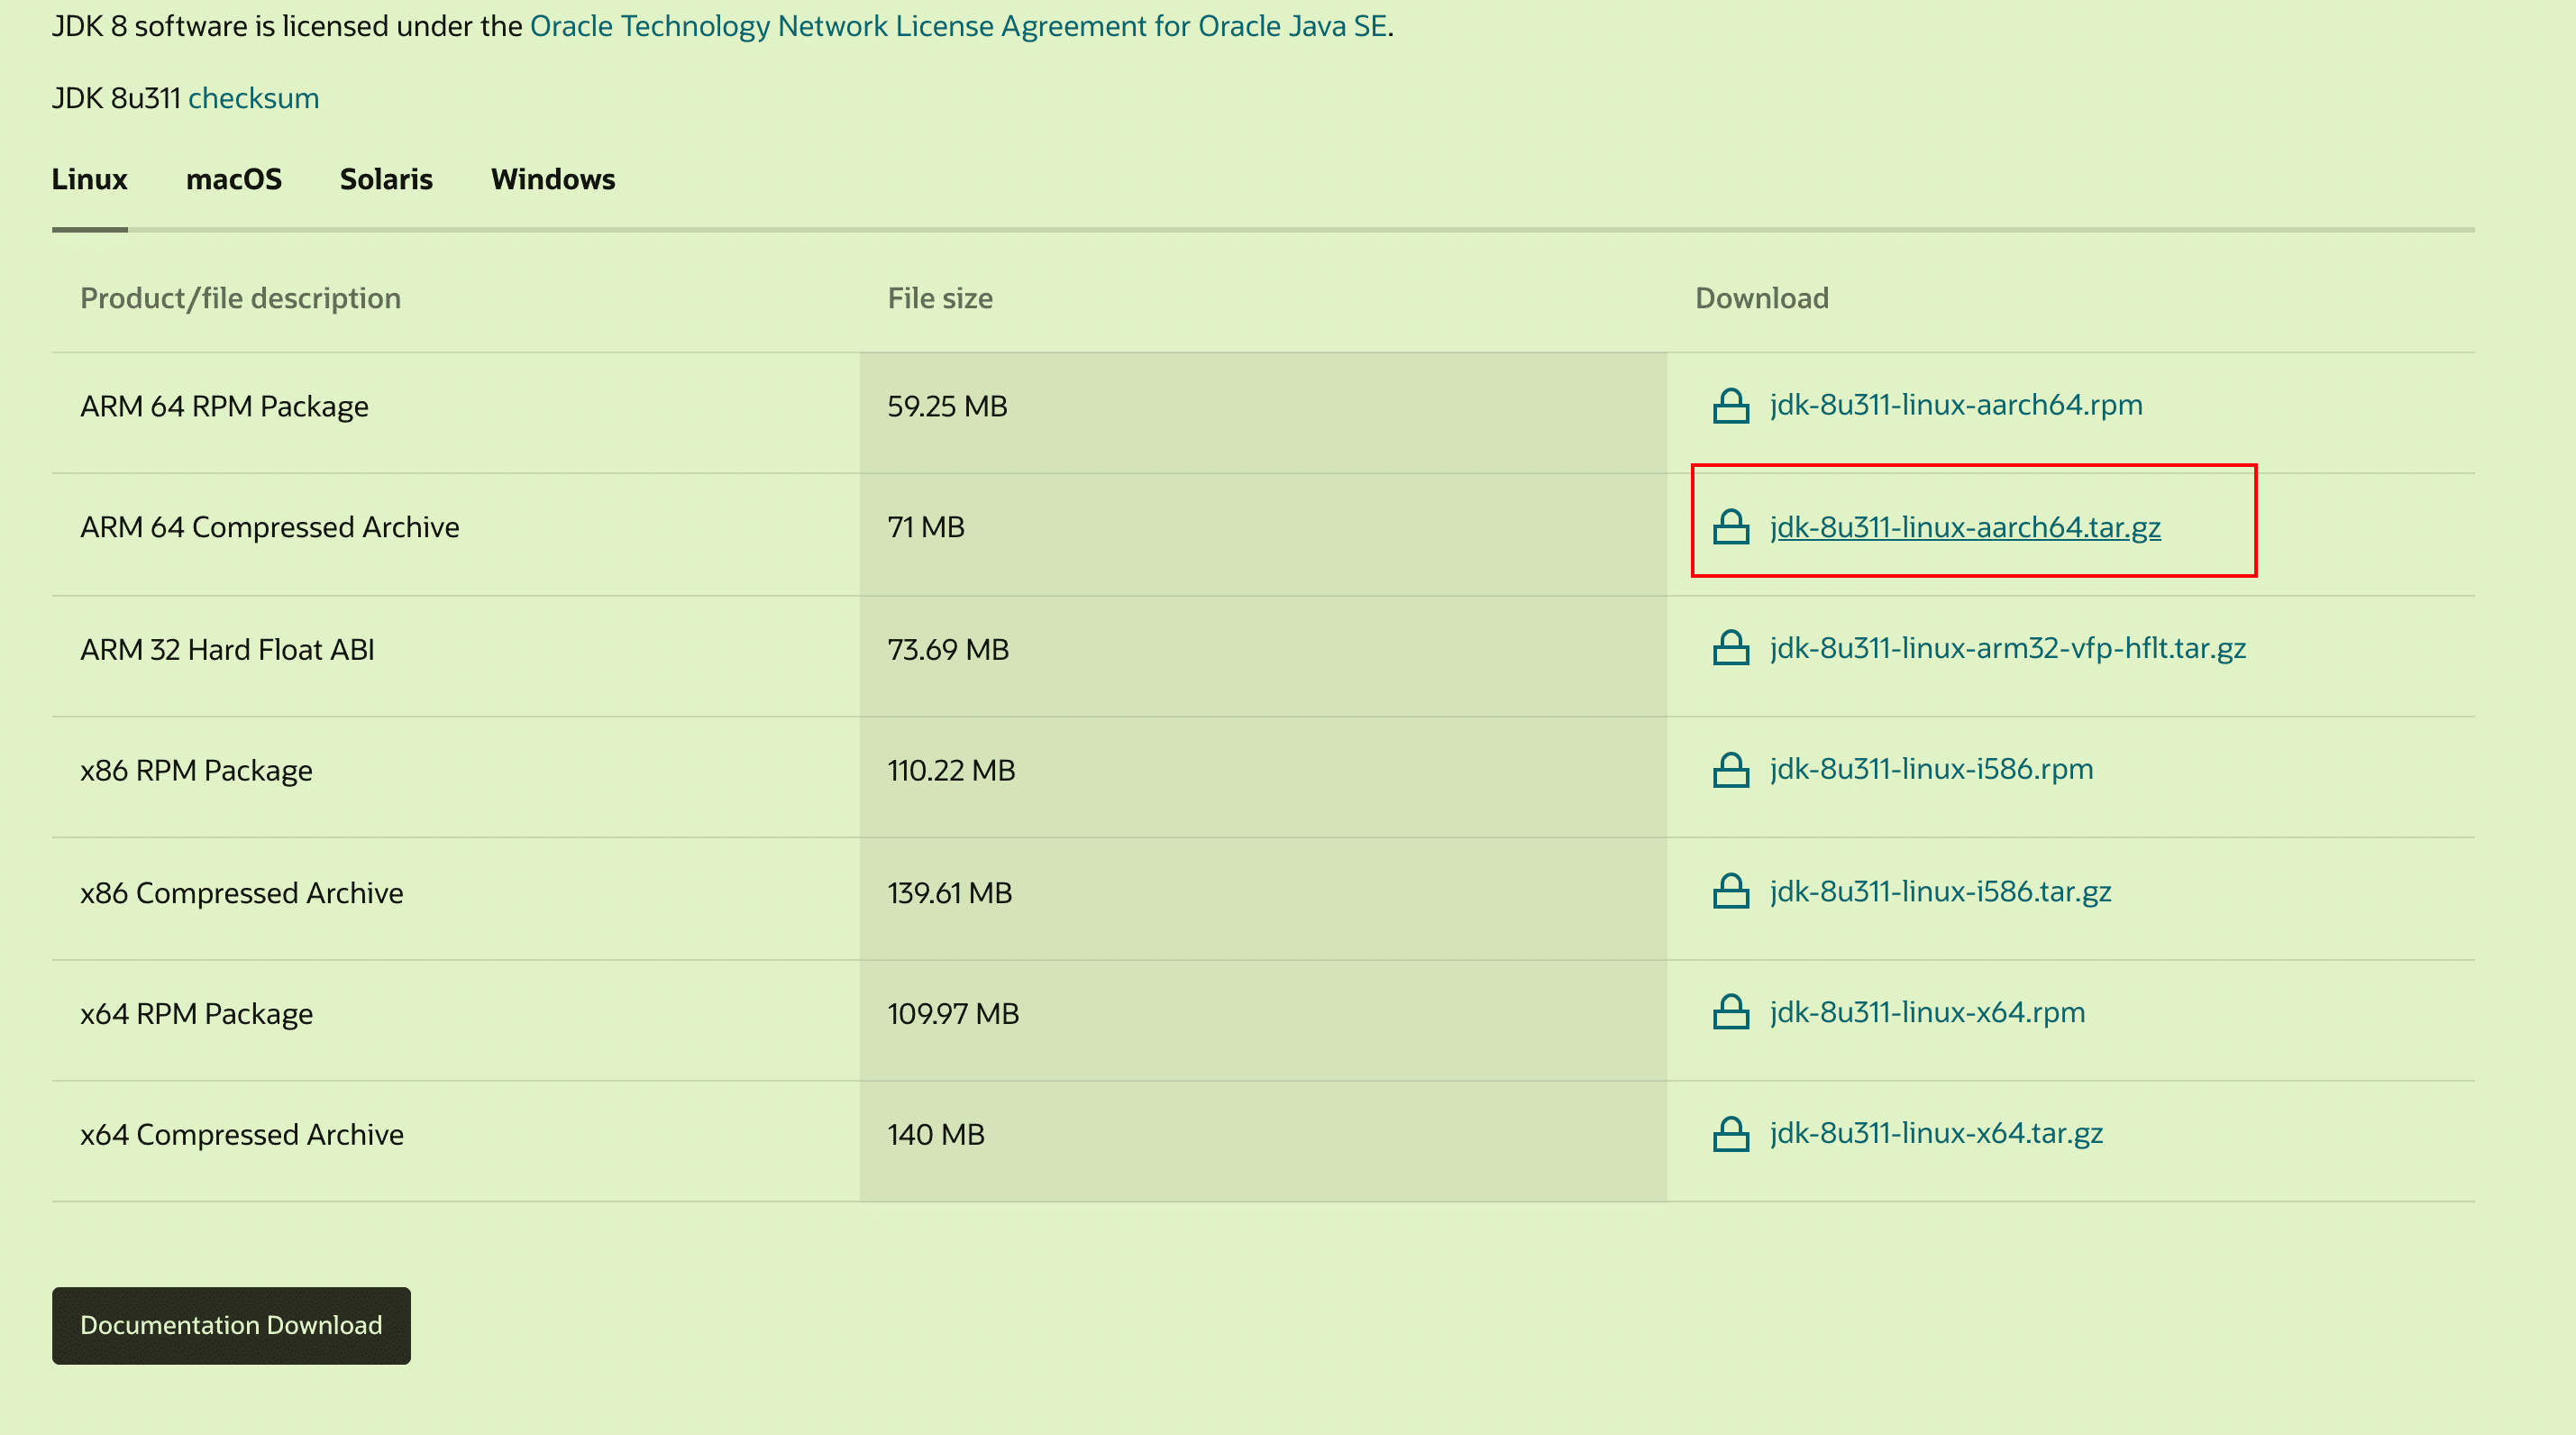 JDK 8 software is licensed under the Oracle Technology Network License Agreement for Oracle Java SE.
JDK 8u311 checksum
Linux macOS Solaris Windows
Product/file description File size Download
ARM 64 RPM Package 59.25 MB jdk-8u311-linux-aarch64.rpm
ARM 64 Compressed Archive 71 MB jdk-8u311-linux-aarch64.tar.gz
ARM 32 Hard Float ABI 73.69 MB jdk-8u311-linux-arm32-vfp-hflt.tar.gz
x86 RPM Package 110.22 MB jdk-8u311-linux-i586.rpm
x86 Compressed Archive 139.61 MB jdk-8u311-linux-i586.tar.gz
x64 RPM Package 109.97 MB jdk-8u311-linux-x64.rpm
x64 Compressed Archive 140 MB jdk-8u311-linux-x64.tar.gz
Documentation Download